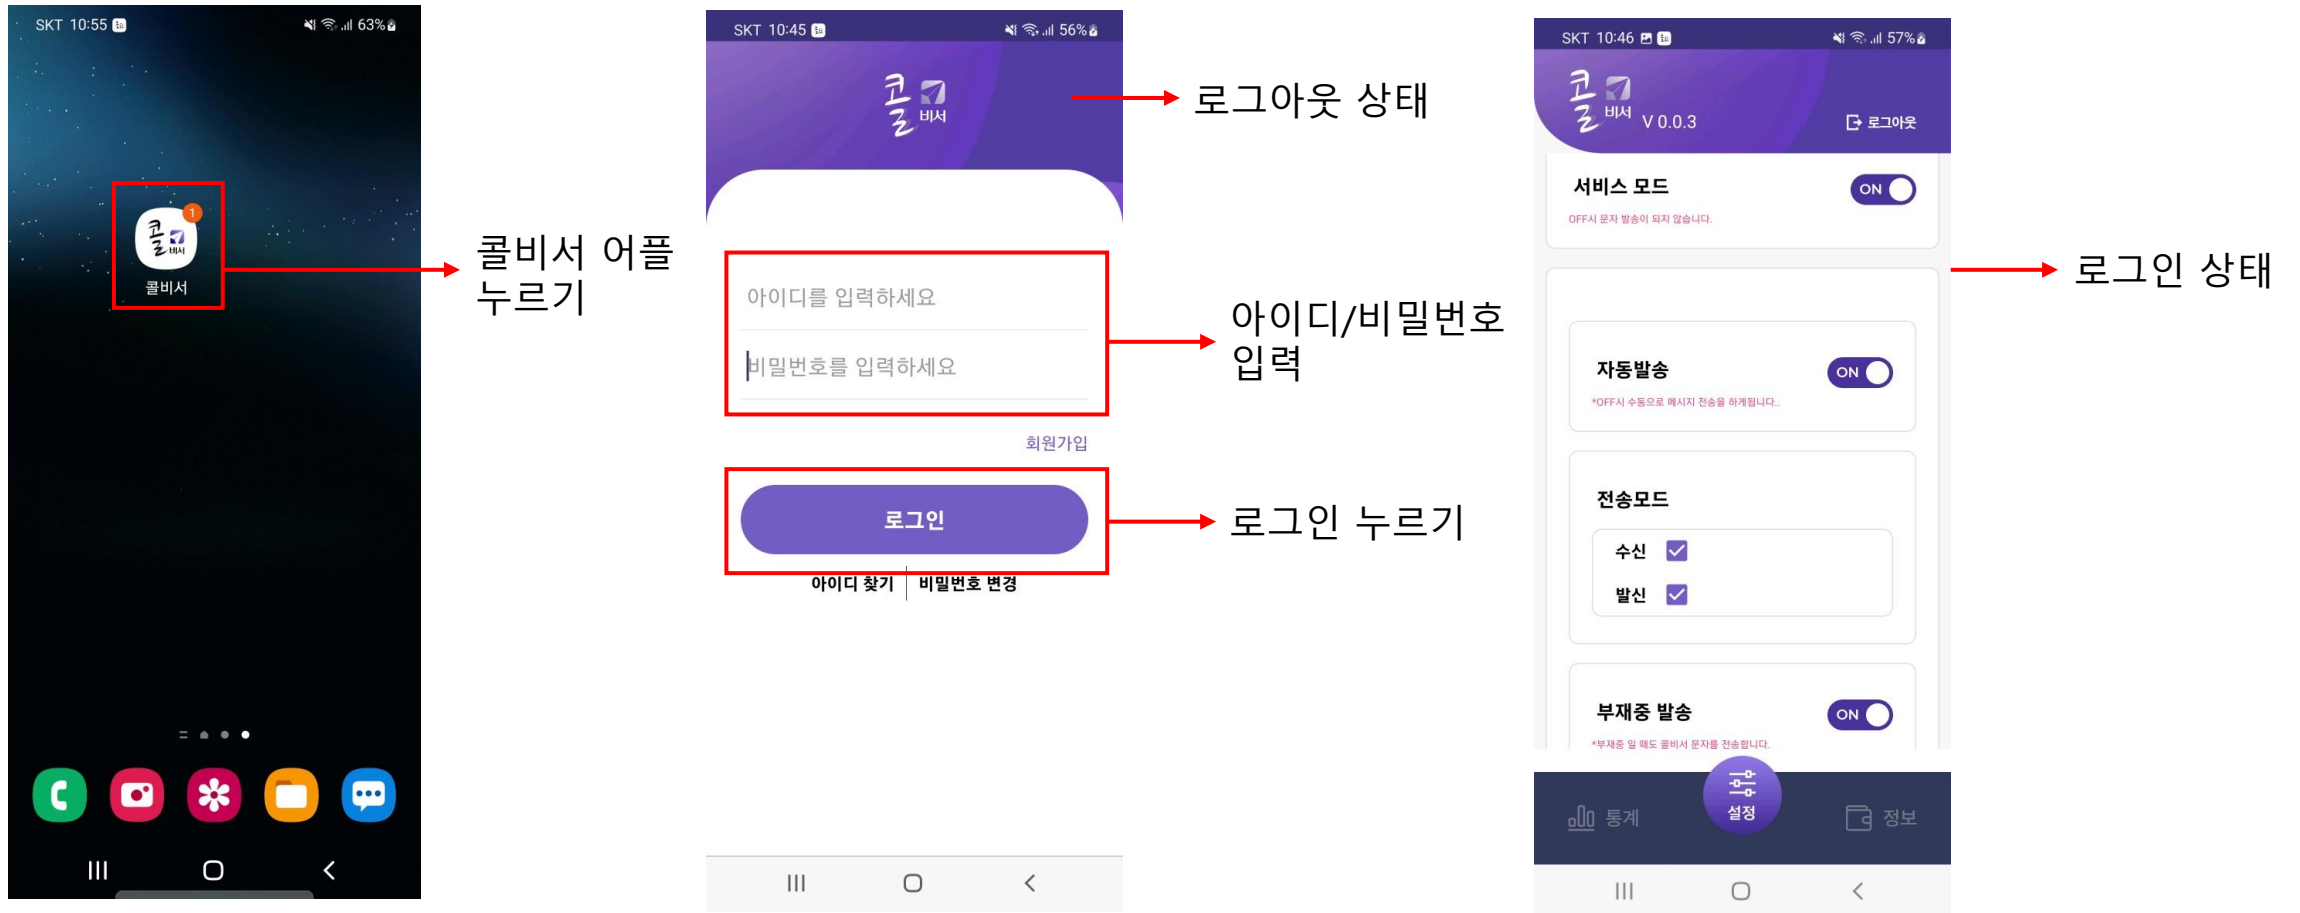 SKT 10:55
63%
콜
비서
1
콜비서
콜비서 어플
누르기
SKT 10:45
56%
콜
비서
로그아웃 상태
아이디를 입력하세요
비밀번호를 입력하세요
아이디/비밀번호
입력
회원가입
로그인
로그인 누르기
아이디 찾기 비밀번호 변경
SKT 10:46
57%
콜
비서
V 0.0.3
로그아웃
서비스 모드
ON
OFF시 문자 발송이 되지 않습니다.
로그인 상태
자동발송
ON
*OFF시 수동으로 메시지 전송을 하게됩니다..
전송모드
수신
발신
부재중 발송
ON
*부재중 일 때도 콜비서 문자를 전송합니다.
통계
설정
정보